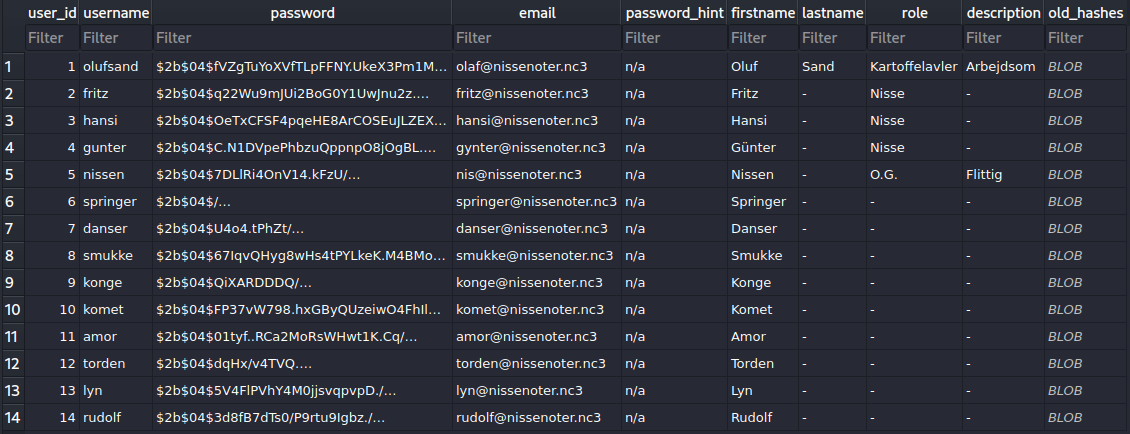 user_id username password email password_hint firstname lastname role description old_hashes
Filter Filter Filter Filter Filter Filter Filter Filter Filter Filter
1 1 olufsand $2b$04$fVZgTuYoXVfTLpFFNY.UkeX3Pm1M... olaf@nissenoter.nc3 n/a Oluf Sand Kartoffelavler Arbejdsom BLOB
2 2 fritz $2b$04$q22Wu9mJUi2BoG0Y1UwJnu2z.... fritz@nissenoter.nc3 n/a Fritz - Nisse - BLOB
3 3 hansi $2b$04$OeTxCFSF4pqeHE8ArCOSEuJLZEX... hansi@nissenoter.nc3 n/a Hansi - Nisse - BLOB
4 4 gunter $2b$04$C.N1DVpePhbzuQppnpO8jOgBL.... gynter@nissenoter.nc3 n/a Günter - Nisse - BLOB
5 5 nissen $2b$04$7DLlRi4OnV14.kFzU/... nis@nissenoter.nc3 n/a Nissen - O.G. Flittig BLOB
6 6 springer $2b$04$/... springer@nissenoter.nc3 n/a Springer - - - BLOB
7 7 danser $2b$04$U4o4.tPhZt/... danser@nissenoter.nc3 n/a Danser - - - BLOB
8 8 smukke $2b$04$67IqvQHyg8wHs4tPYLkeK.M4BMo... smukke@nissenoter.nc3 n/a Smukke - - - BLOB
9 9 konge $2b$04$QiXARDDDQ/... konge@nissenoter.nc3 n/a Konge - - - BLOB
10 10 komet $2b$04$FP37vW798.hxGByQUzeiwO4FhIl... komet@nissenoter.nc3 n/a Komet - - - BLOB
11 11 amor $2b$04$01tyf..RCa2MoRsWHwt1K.Cq/... amor@nissenoter.nc3 n/a Amor - - - BLOB
12 12 torden $2b$04$dqHx/v4TVQ.... torden@nissenoter.nc3 n/a Torden - - - BLOB
13 13 lyn $2b$04$5V4FlPVhY4M0jjsvqpvpD./... lyn@nissenoter.nc3 n/a Lyn - - - BLOB
14 14 rudolf $2b$04$3d8fB7dTs0/P9rtu9Igbz./... rudolf@nissenoter.nc3 n/a Rudolf - - - BLOB